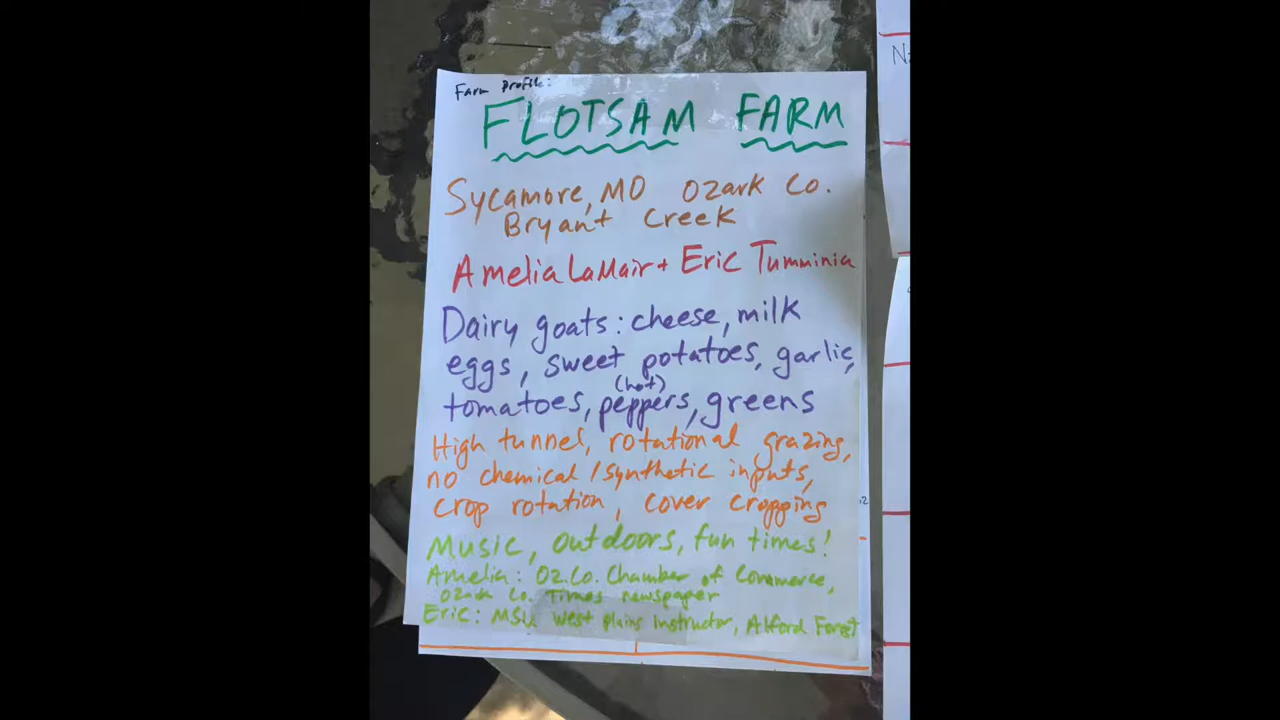 Farm Profile:
FLOTSAM FARM
Sycamore, MO Ozark Co.
Bryant Creek
Amelia LaMair + Eric Tumminia
Dairy goats: cheese, milk
eggs, sweet potatoes, garlic,
(hot)
tomatoes, peppers, greens
High tunnel, rotational grazing,
no chemical/synthetic inputs,
crop rotation, cover cropping
Music, outdoors, fun times!
Amelia: Oz. Co. Chamber of Commerce,
Ozark Co. Times newspaper
Eric: MSU West plains instructor, Alford Forest